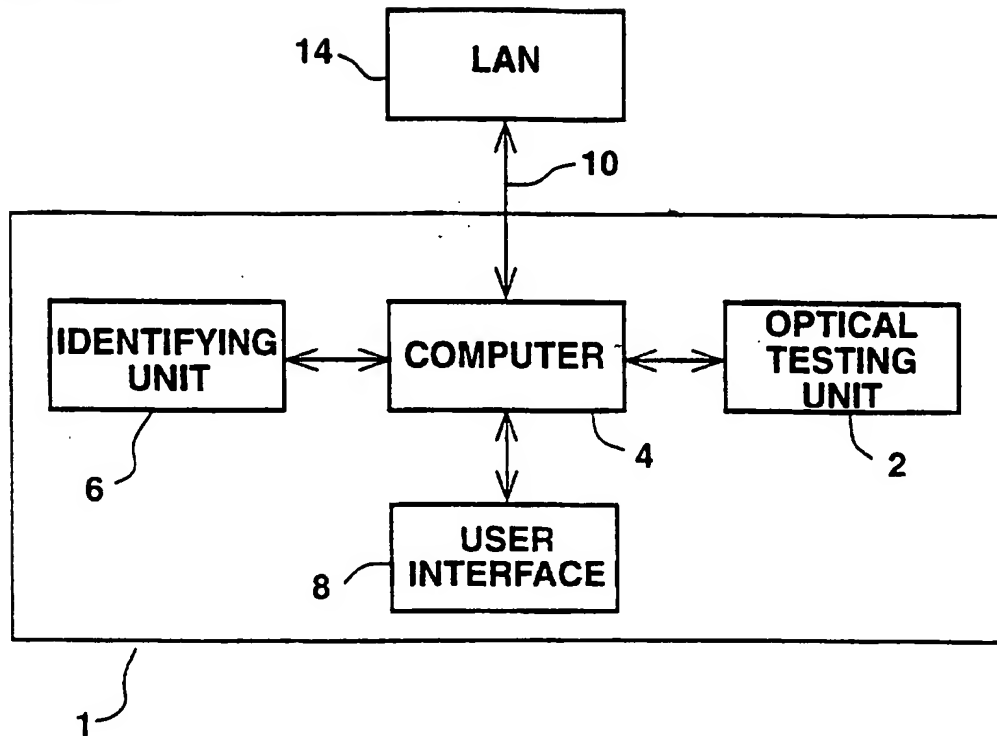 14
LAN
10
IDENTIFYING
UNIT
COMPUTER
OPTICAL
TESTING
UNIT
6
4
2
USER
INTERFACE
8
1